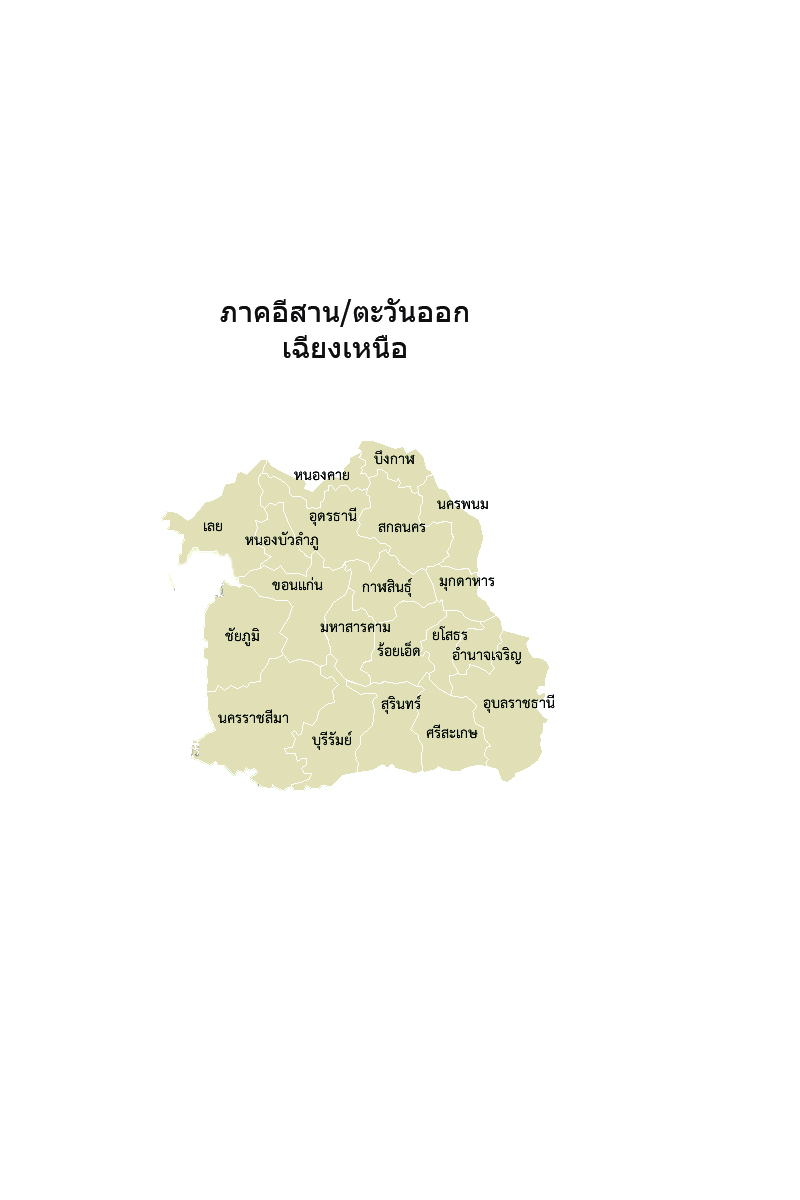 ภาคอีสาน/ตะวันออก
เฉียงเหนือ
บึงกาฬ
หนองคาย
นครพนม
อุดรธานี
เลย
สกลนคร
หนองบัวลำภู
มุกดาหาร
ขอนแก่น
กาฬสินธุ์
มหาสารคาม
ชัยภูมิ
ยโสธร
ร้อยเอ็ด
อำนาจเจริญ
สุรินทร์
อุบลราชธานี
นครราชสีมา
ศรีสะเกษ
บุรีรัมย์